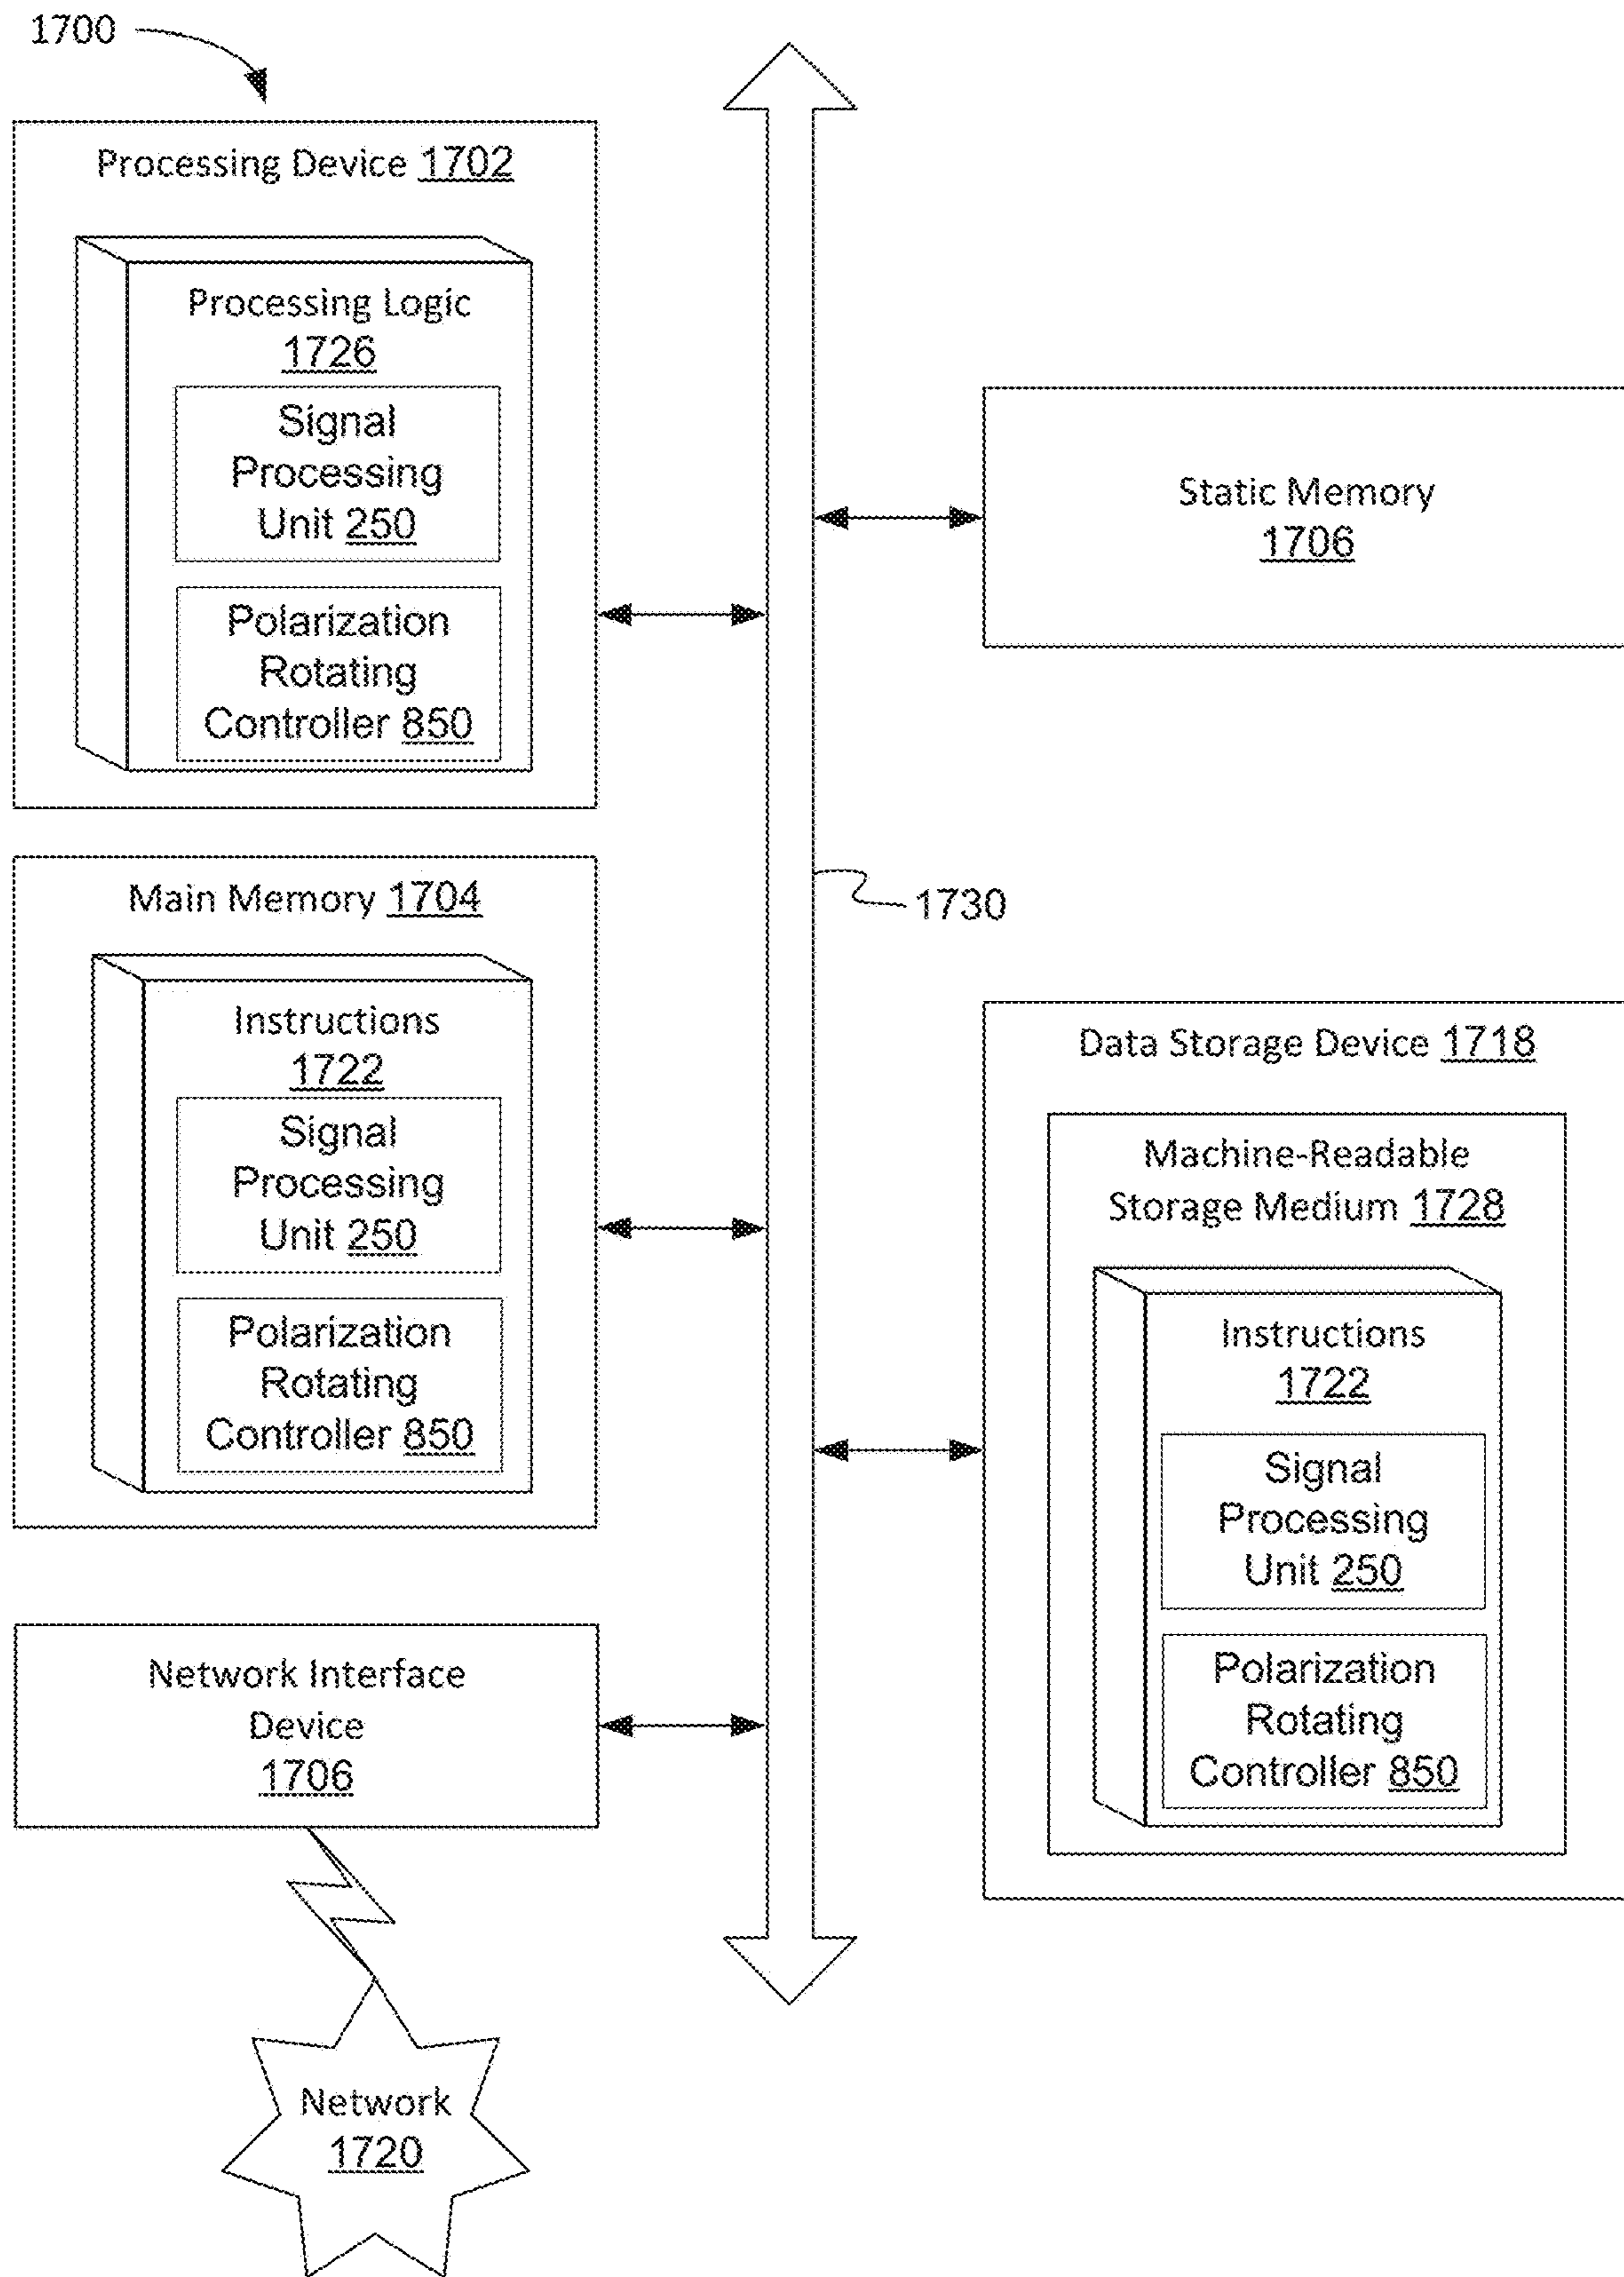 1700
Processing Device 1702
Processing Logic
1726
Signal
Processing
Unit 250
Polarization
Rotating
Controller 850
Main Memory 1704
Instructions
1722
Signal
Processing
Unit 250
Polarization
Rotating
Controller 850
Network Interface
Device
1706
Network
1720
1730
Static Memory
1706
Data Storage Device 1718
Machine-Readable
Storage Medium 1728
Instructions
1722
Signal
Processing
Unit 250
Polarization
Rotating
Controller 850